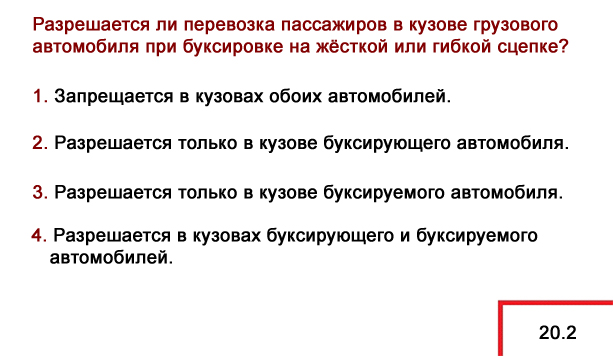 Разрешается ли перевозка пассажиров в кузове грузового
автомобиля при буксировке на жёсткой или гибкой сцепке?
1. Запрещается в кузовах обоих автомобилей.
2. Разрешается только в кузове буксирующего автомобиля.
3. Разрешается только в кузове буксируемого автомобиля.
4. Разрешается в кузовах буксирующего и буксируемого
автомобилей.
20.2